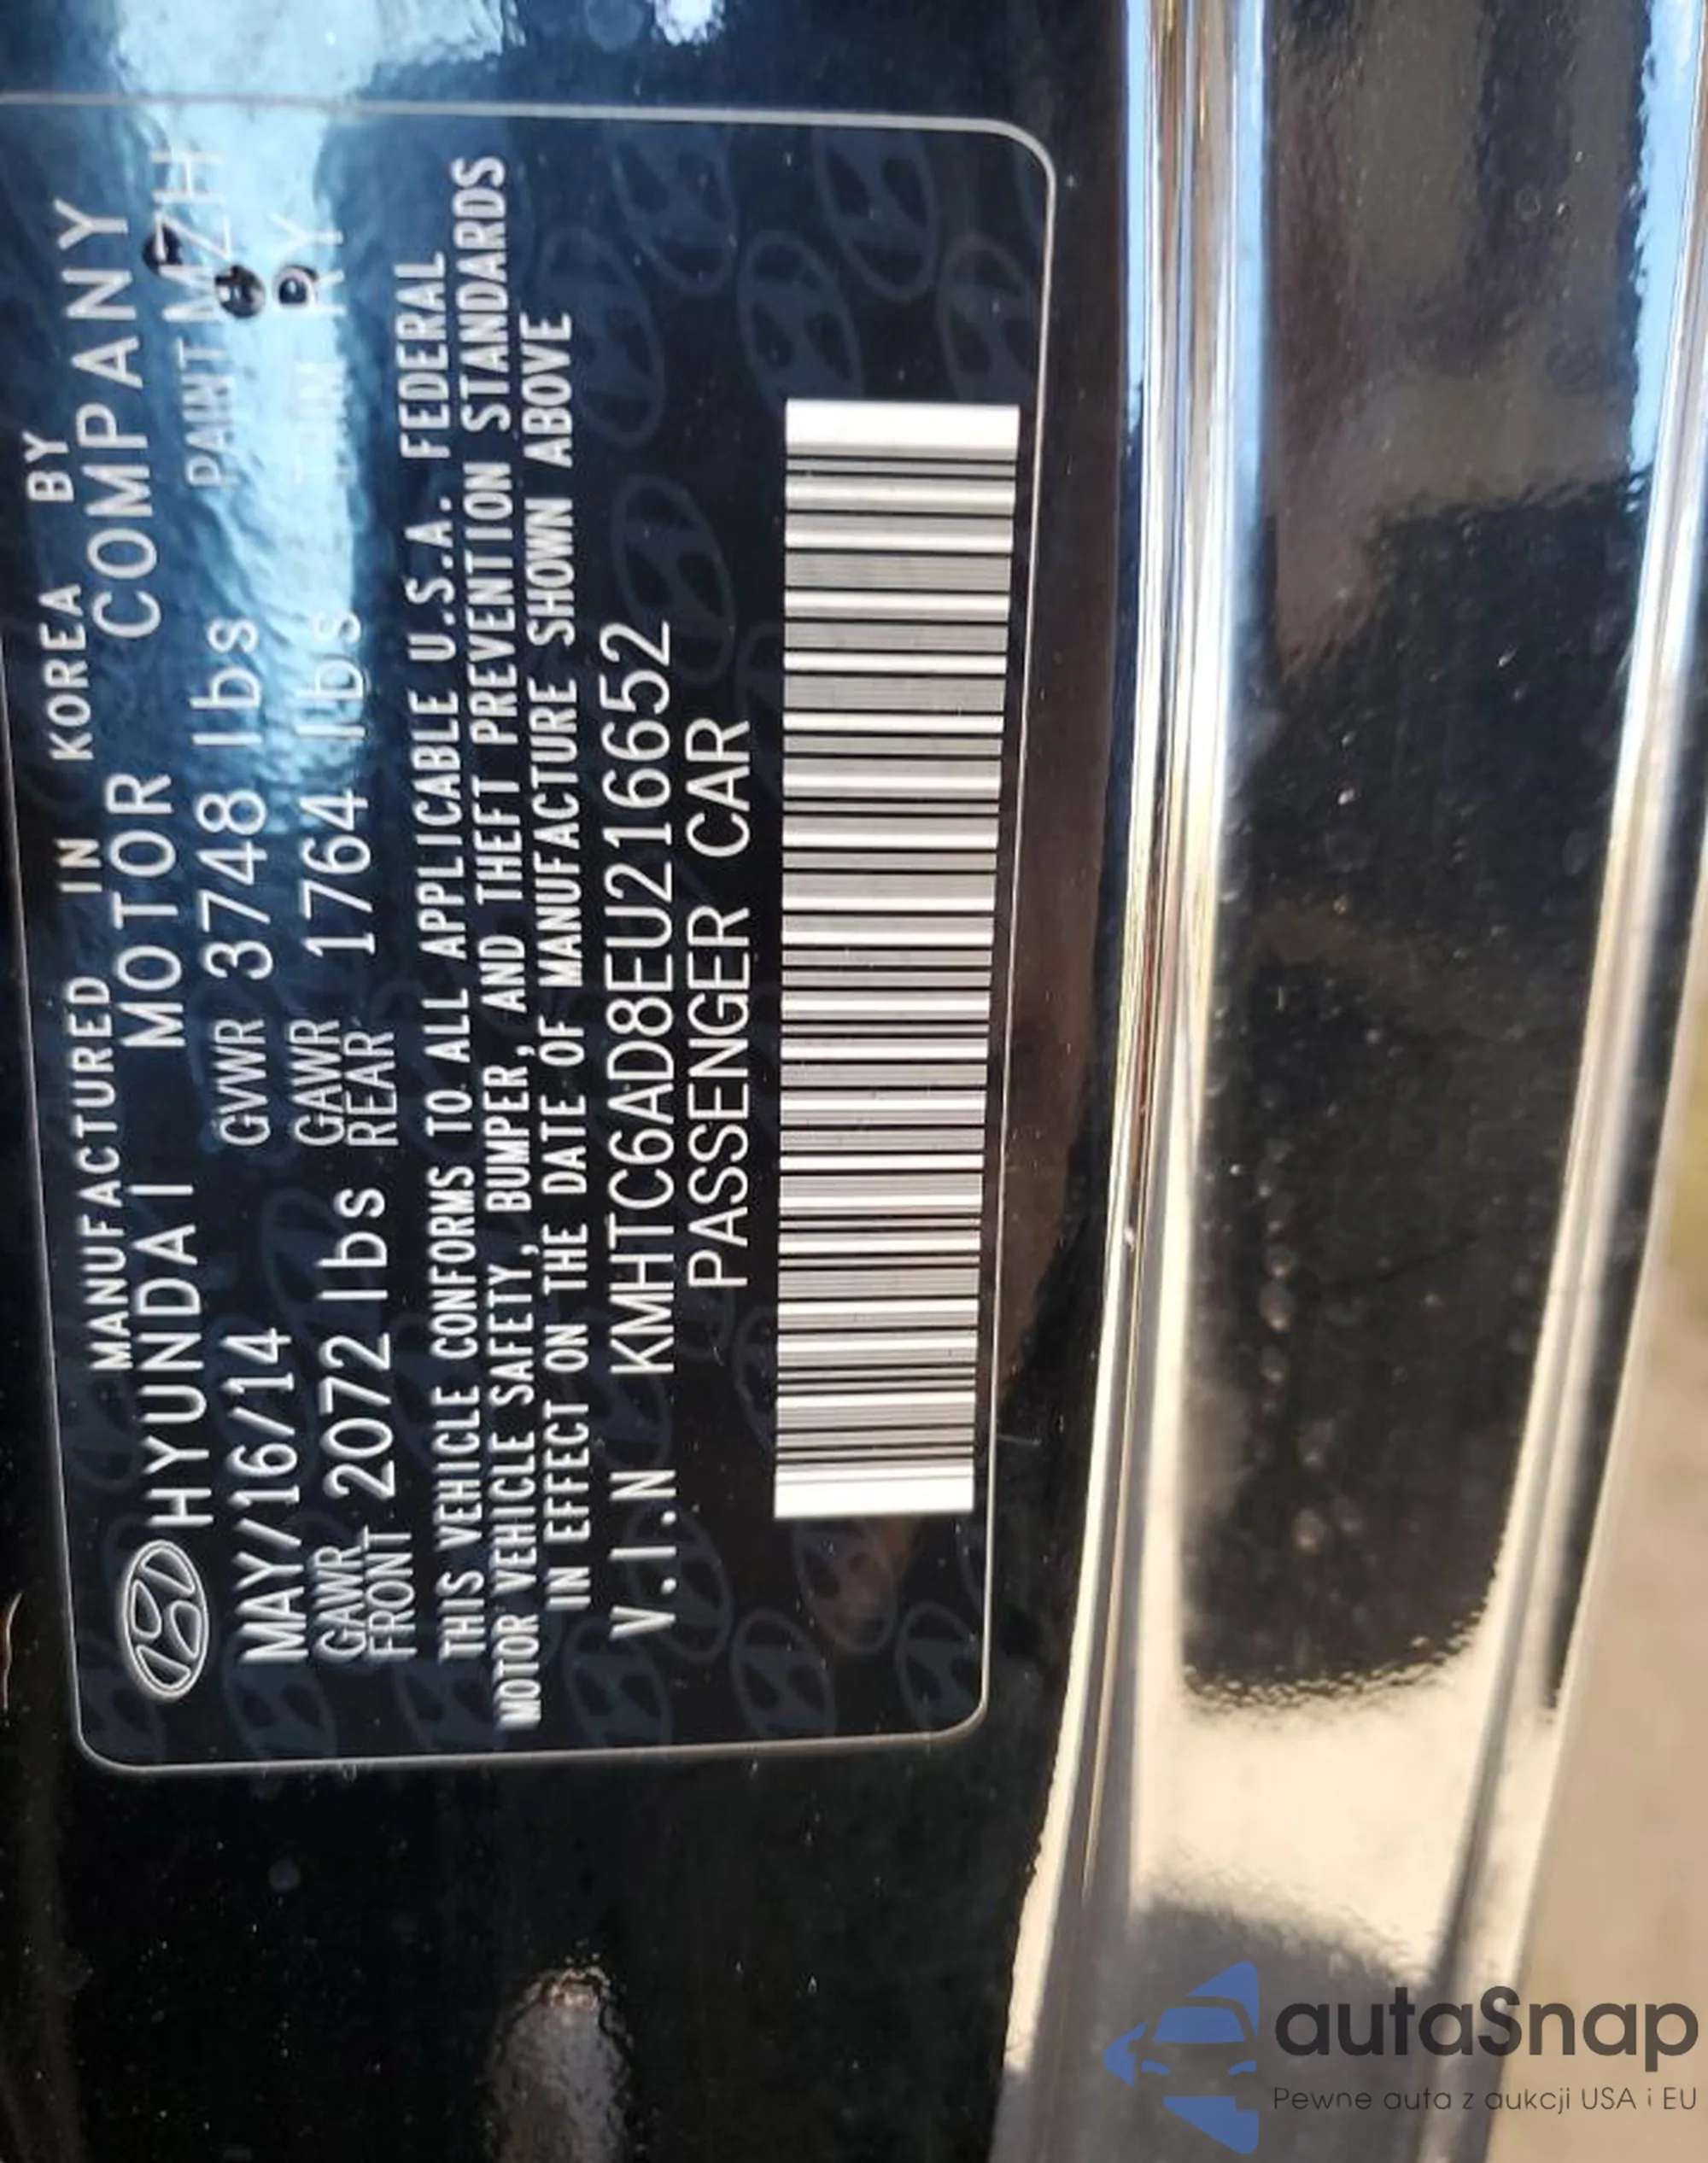 MANUFACTURED IN KOREA BY
HYUNDAI MOTOR COMPANY
MAY/16/14 GVWR 3748 lbs PAINT MZH
GAWR FRONT 2072 lbs GAWR REAR 1764 lbs RY
THIS VEHICLE CONFORMS TO ALL APPLICABLE U.S.A. FEDERAL
MOTOR VEHICLE SAFETY, BUMPER, AND THEFT PREVENTION STANDARDS
IN EFFECT ON THE DATE OF MANUFACTURE SHOWN ABOVE
V.I.N KMHTC6AD8EU216652
PASSENGER CAR
autaSnap
Pewne auta z aukcji USA i EU